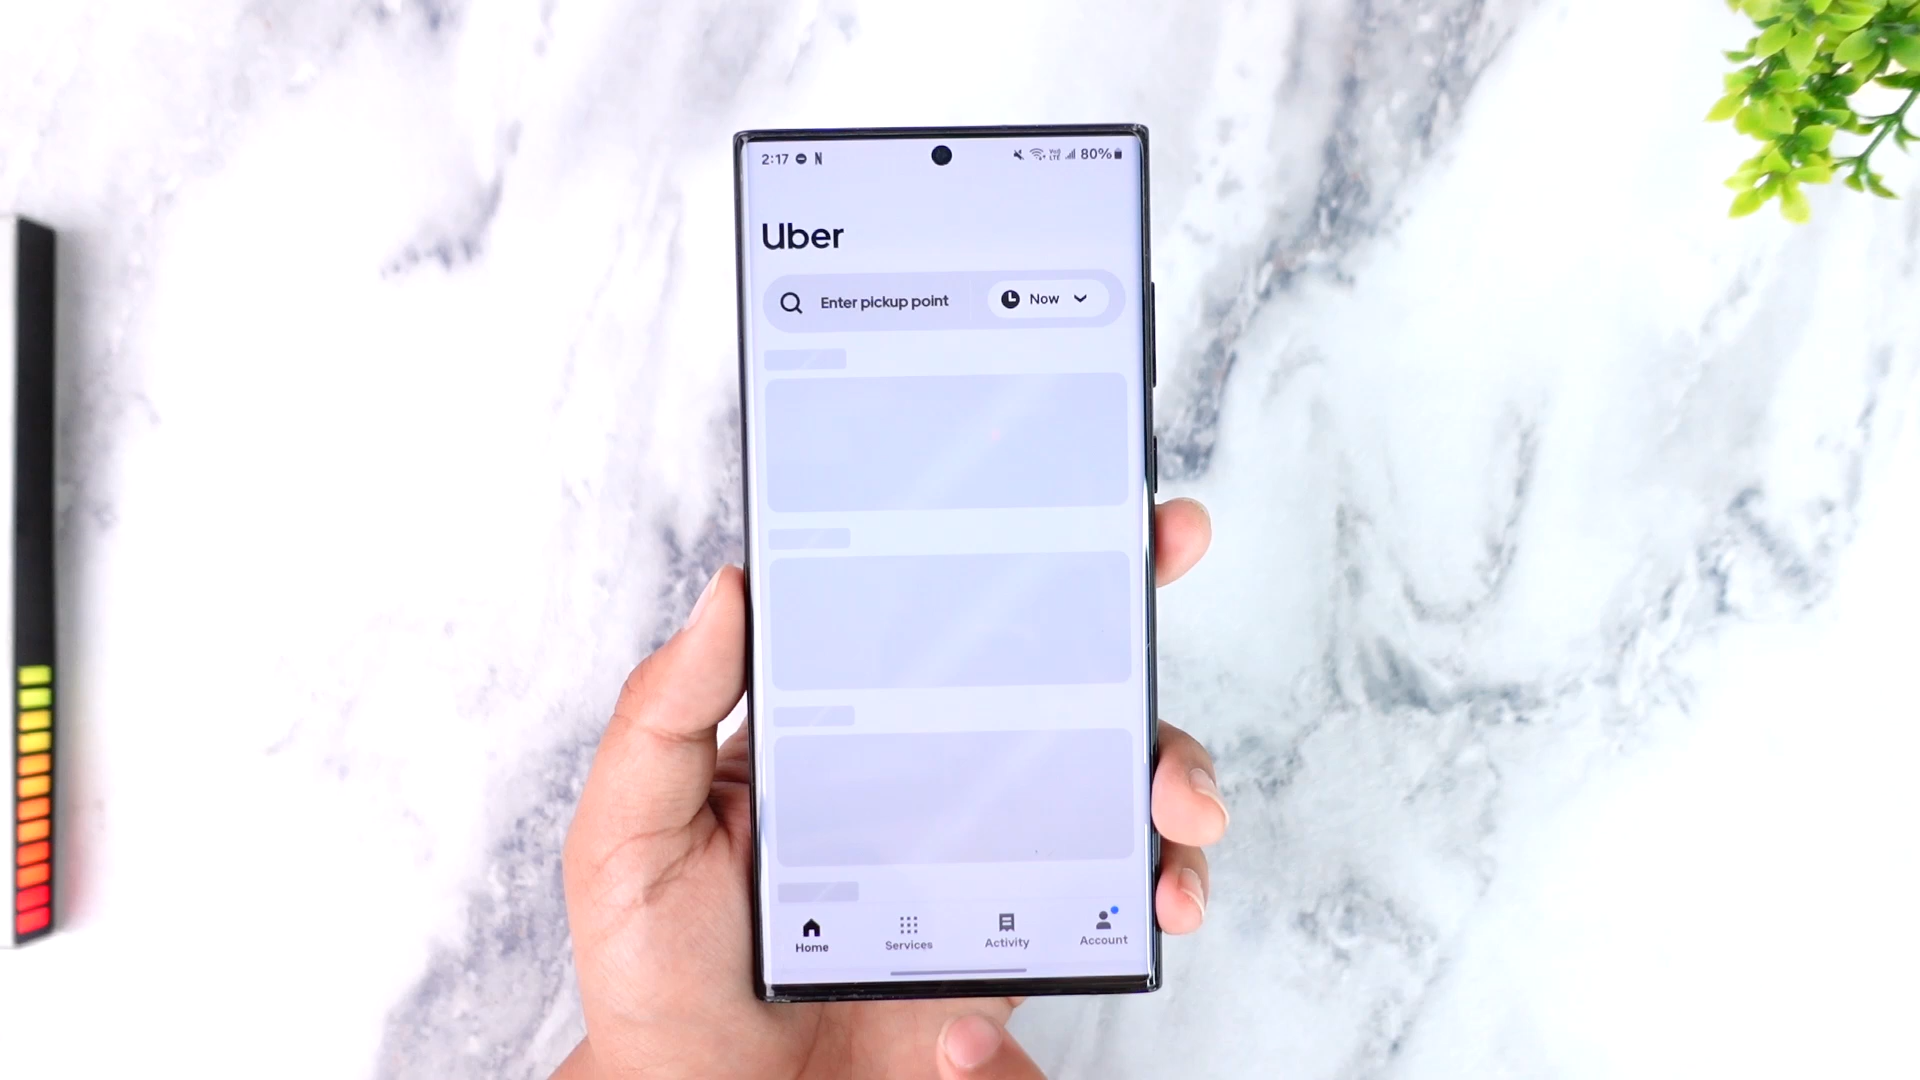 2:17 N 80%
Uber
Enter pickup point Now
Home Services Activity Account